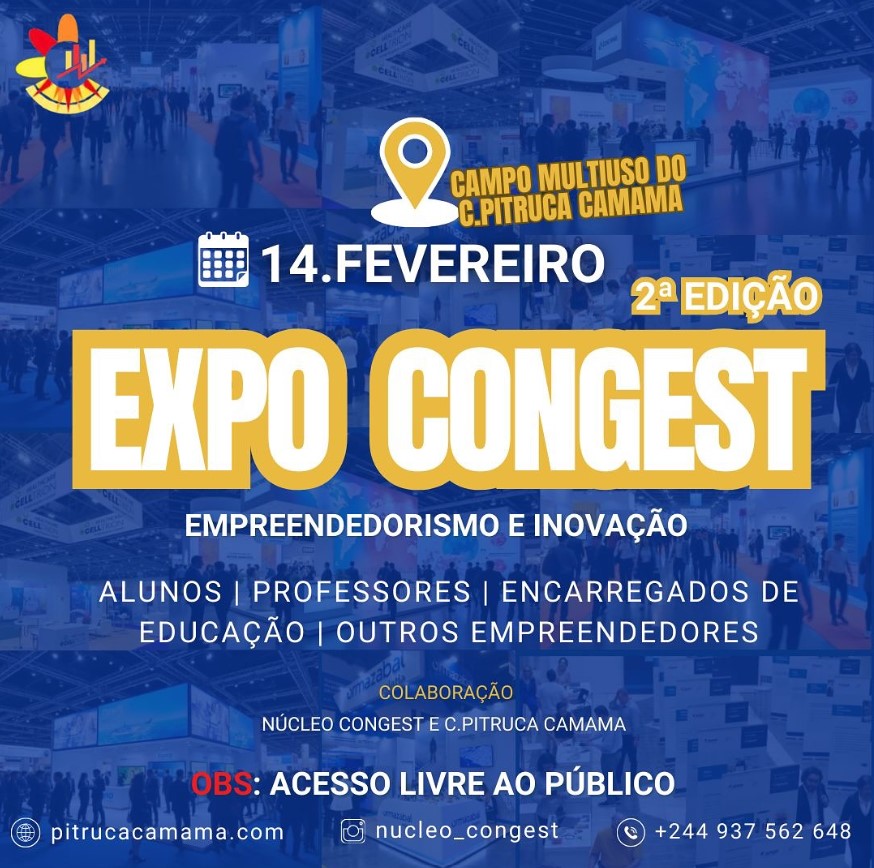 CAMPO MULTIUSO DO
C.PITRUCA CAMAMA
14.FEVEREIRO
2ª EDIÇÃO
EXPO CONGEST
EMPREENDEDORISMO E INOVAÇÃO
ALUNOS | PROFESSORES | ENCARREGADOS DE
EDUCAÇÃO | OUTROS EMPREENDEDORES
COLABORAÇÃO
NÚCLEO CONGEST E C.PITRUCA CAMAMA
OBS: ACESSO LIVRE AO PÚBLICO
pitrucacamama.com
nucleo_congest
+244 937 562 648